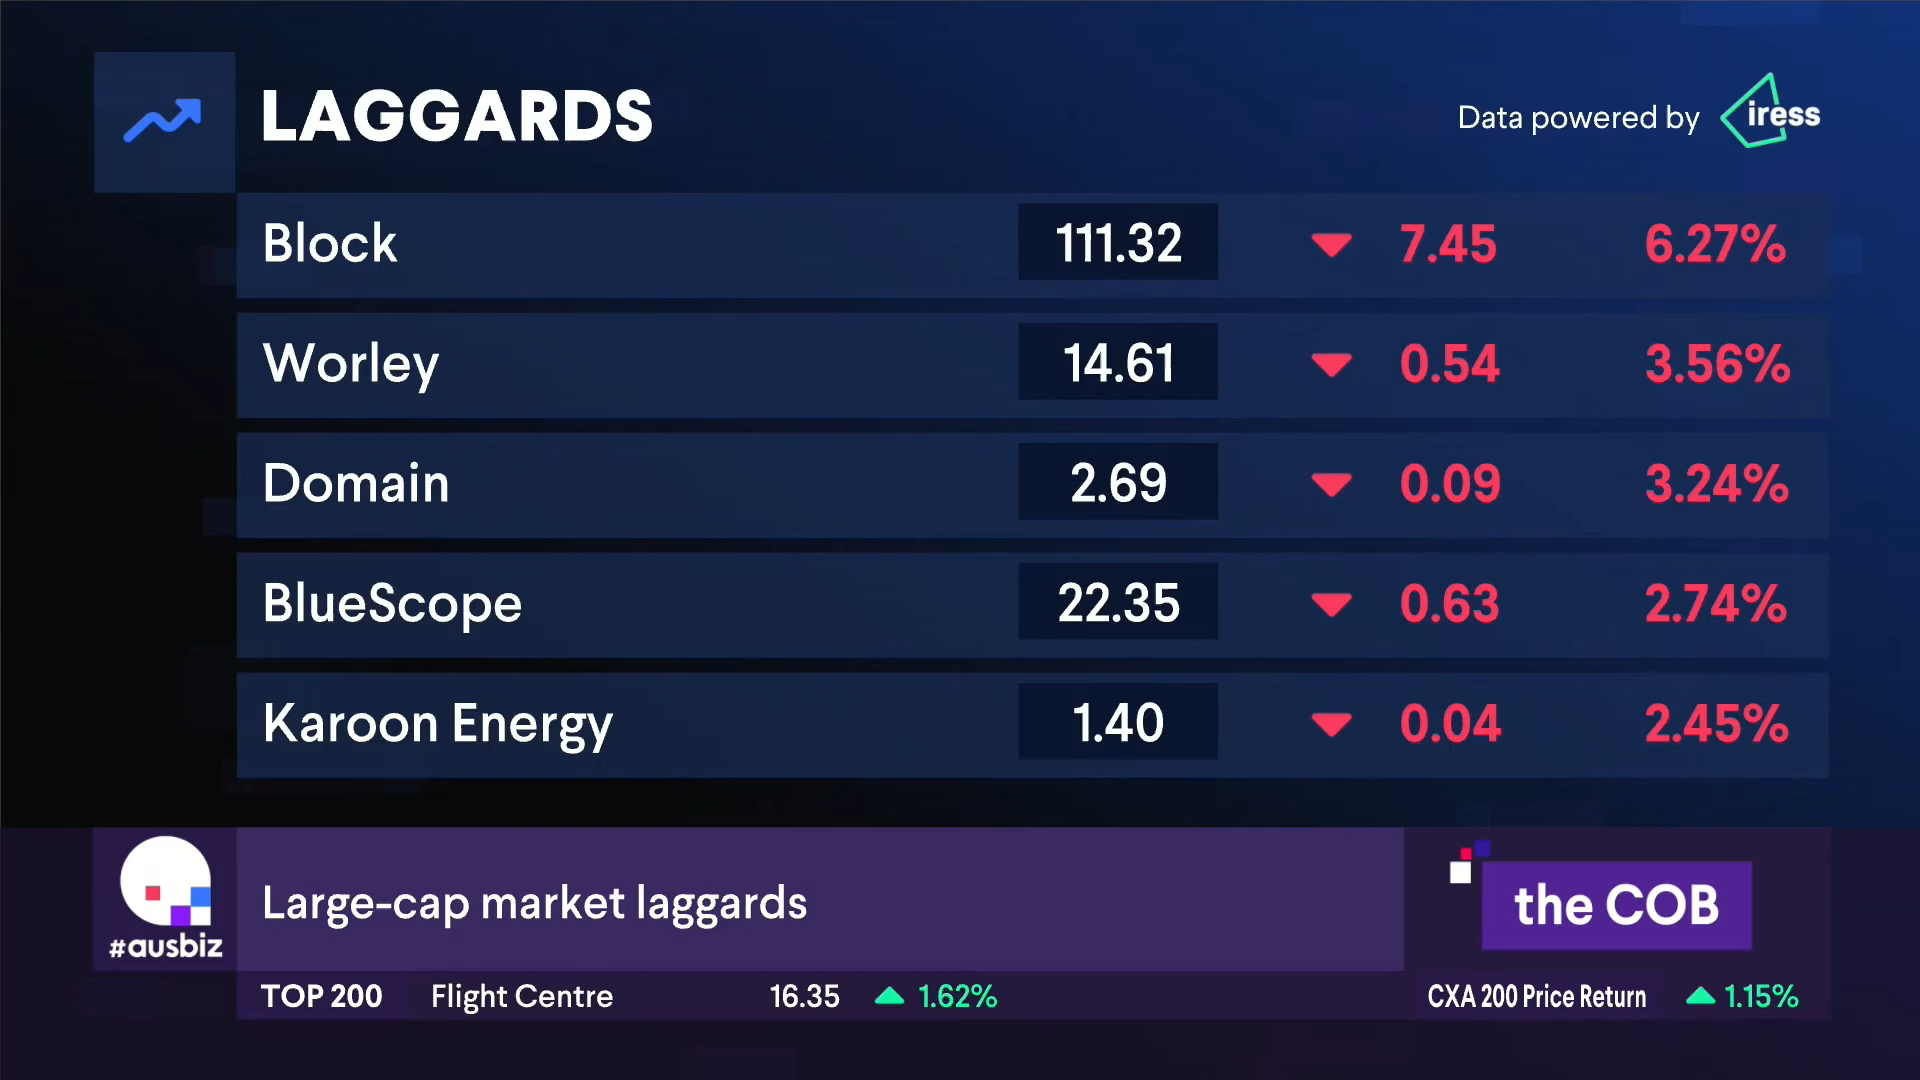 LAGGARDS
Data powered by iress
Block 111.32 ▼ 7.45 6.27%
Worley 14.61 ▼ 0.54 3.56%
Domain 2.69 ▼ 0.09 3.24%
BlueScope 22.35 ▼ 0.63 2.74%
Karoon Energy 1.40 ▼ 0.04 2.45%
#ausbiz
Large-cap market laggards
the COB
TOP 200 Flight Centre 16.35 ▲ 1.62% CXA 200 Price Return ▲ 1.15%